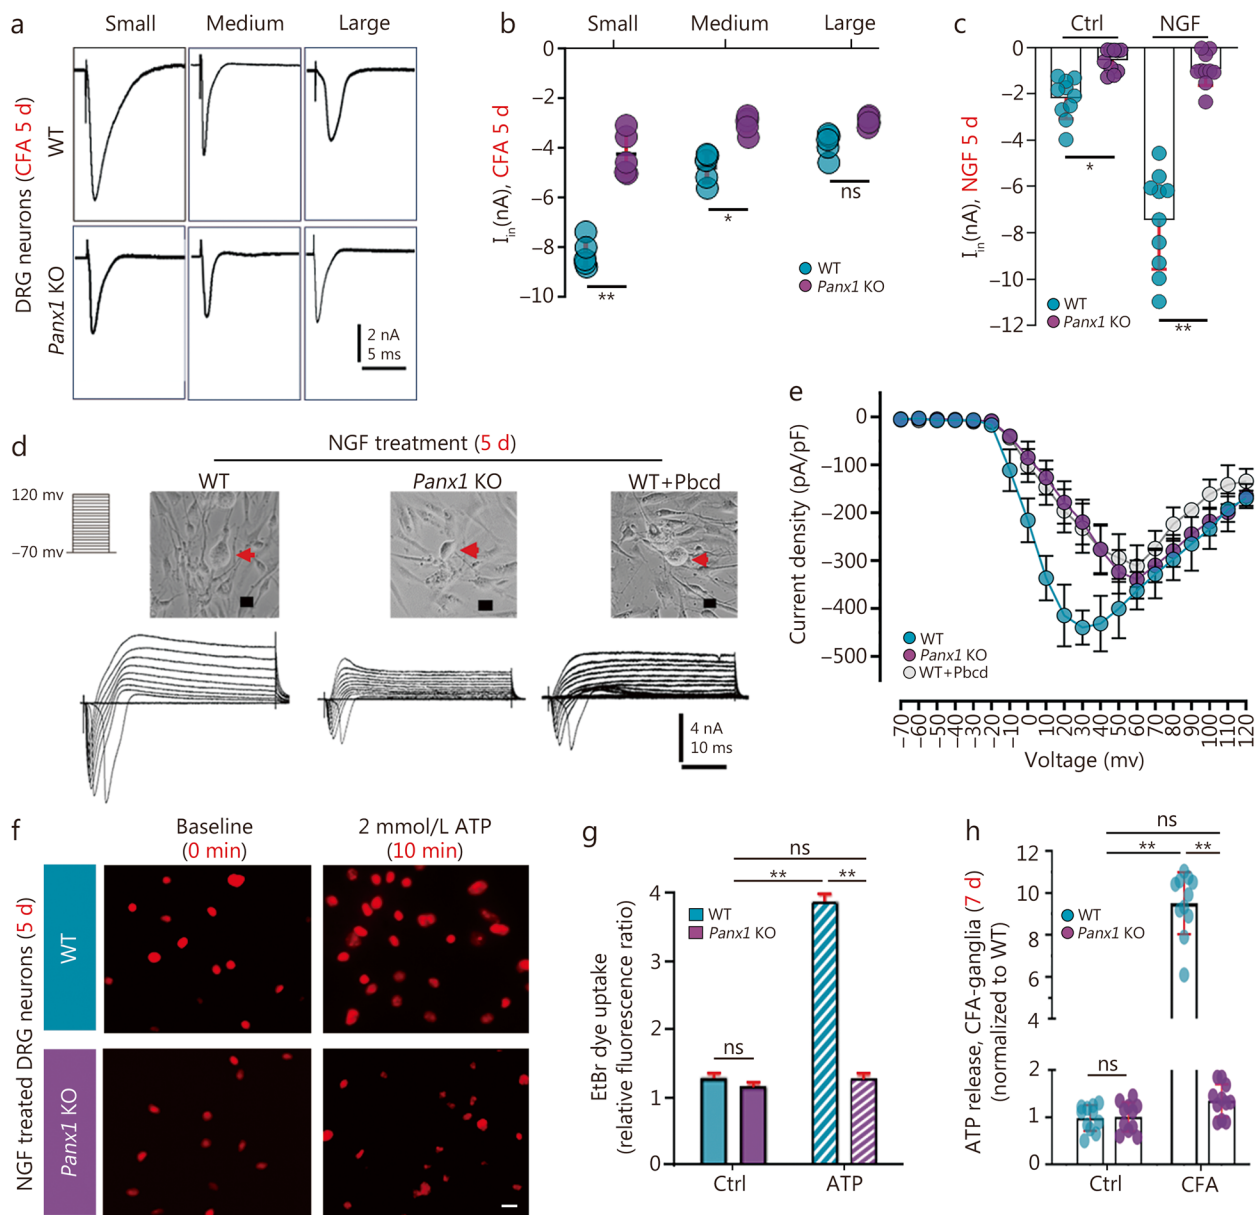 a
Small Medium Large
DRG neurons (CFA 5 d)
WT
Panx1 KO
2 nA
5 ms
b
Small Medium Large
I_in(nA), CFA 5 d
0
−2
−4
−6
−8
−10
**
*
ns
WT
Panx1 KO
c
Ctrl NGF
I_in(nA), NGF 5 d
0
−2
−4
−6
−8
−10
−12
*
**
WT
Panx1 KO
d
NGF treatment (5 d)
WT Panx1 KO WT+Pbcd
120 mv
−70 mv
4 nA
10 ms
e
Current density (pA/pF)
0
−100
−200
−300
−400
−500
WT
Panx1 KO
WT+Pbcd
−70 −60 −50 −40 −30 −20 −10 0 10 20 30 40 50 60 70 80 90 100 110 120
Voltage (mv)
f
Baseline
(0 min)
2 mmol/L ATP
(10 min)
NGF treated DRG neurons (5 d)
WT
Panx1 KO
g
EtBr dye uptake
(relative fluorescence ratio)
ns
** **
4
3
2
1
0
WT
Panx1 KO
ns
Ctrl ATP
h
ATP release, CFA-ganglia (7 d)
(normalized to WT)
ns
** **
12
10
8
6
4
2
1
0
WT
Panx1 KO
ns
Ctrl CFA